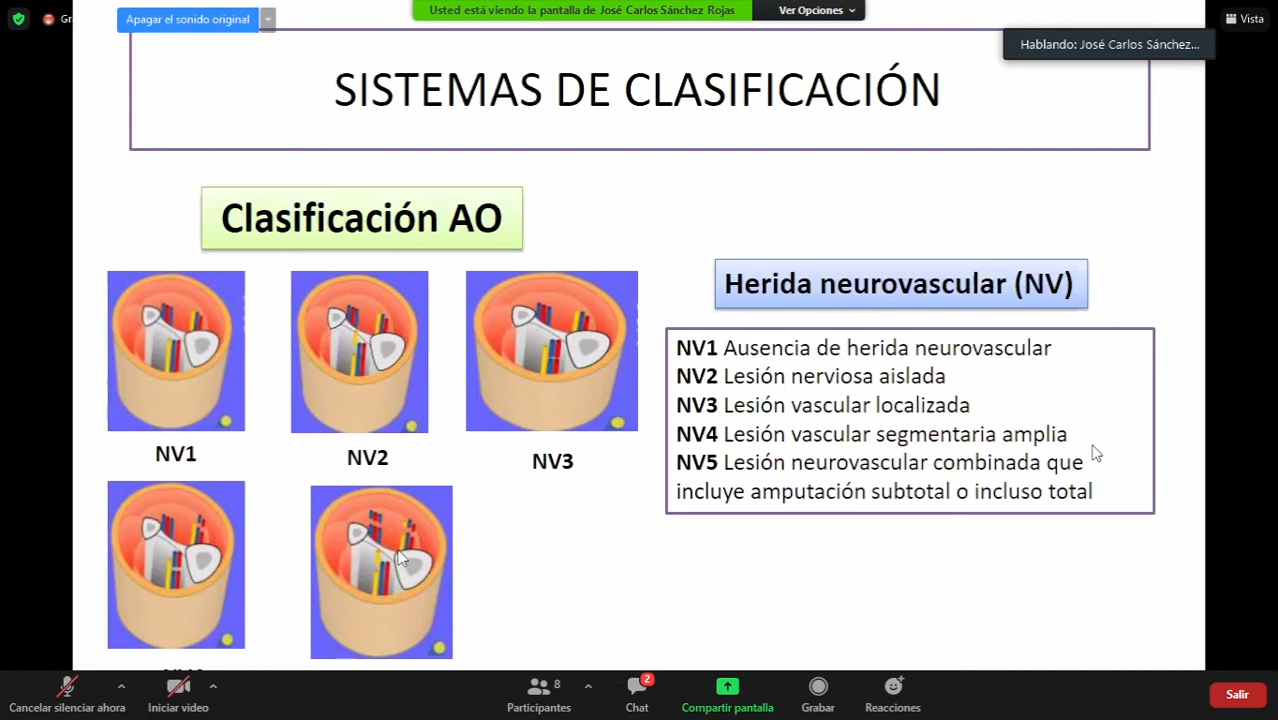 Apagar el sonido original
Usted está viendo la pantalla de José Carlos Sánchez Rojas
Ver Opciones
Vista
Hablando: José Carlos Sánchez...
SISTEMAS DE CLASIFICACIÓN
Clasificación AO
Herida neurovascular (NV)
NV1 Ausencia de herida neurovascular
NV2 Lesión nerviosa aislada
NV3 Lesión vascular localizada
NV4 Lesión vascular segmentaria amplia
NV5 Lesión neurovascular combinada que
incluye amputación subtotal o incluso total
NV1
NV2
NV3
Cancelar silenciar ahora
Iniciar video
8
Participantes
2
Chat
Compartir pantalla
Grabar
Reacciones
Salir